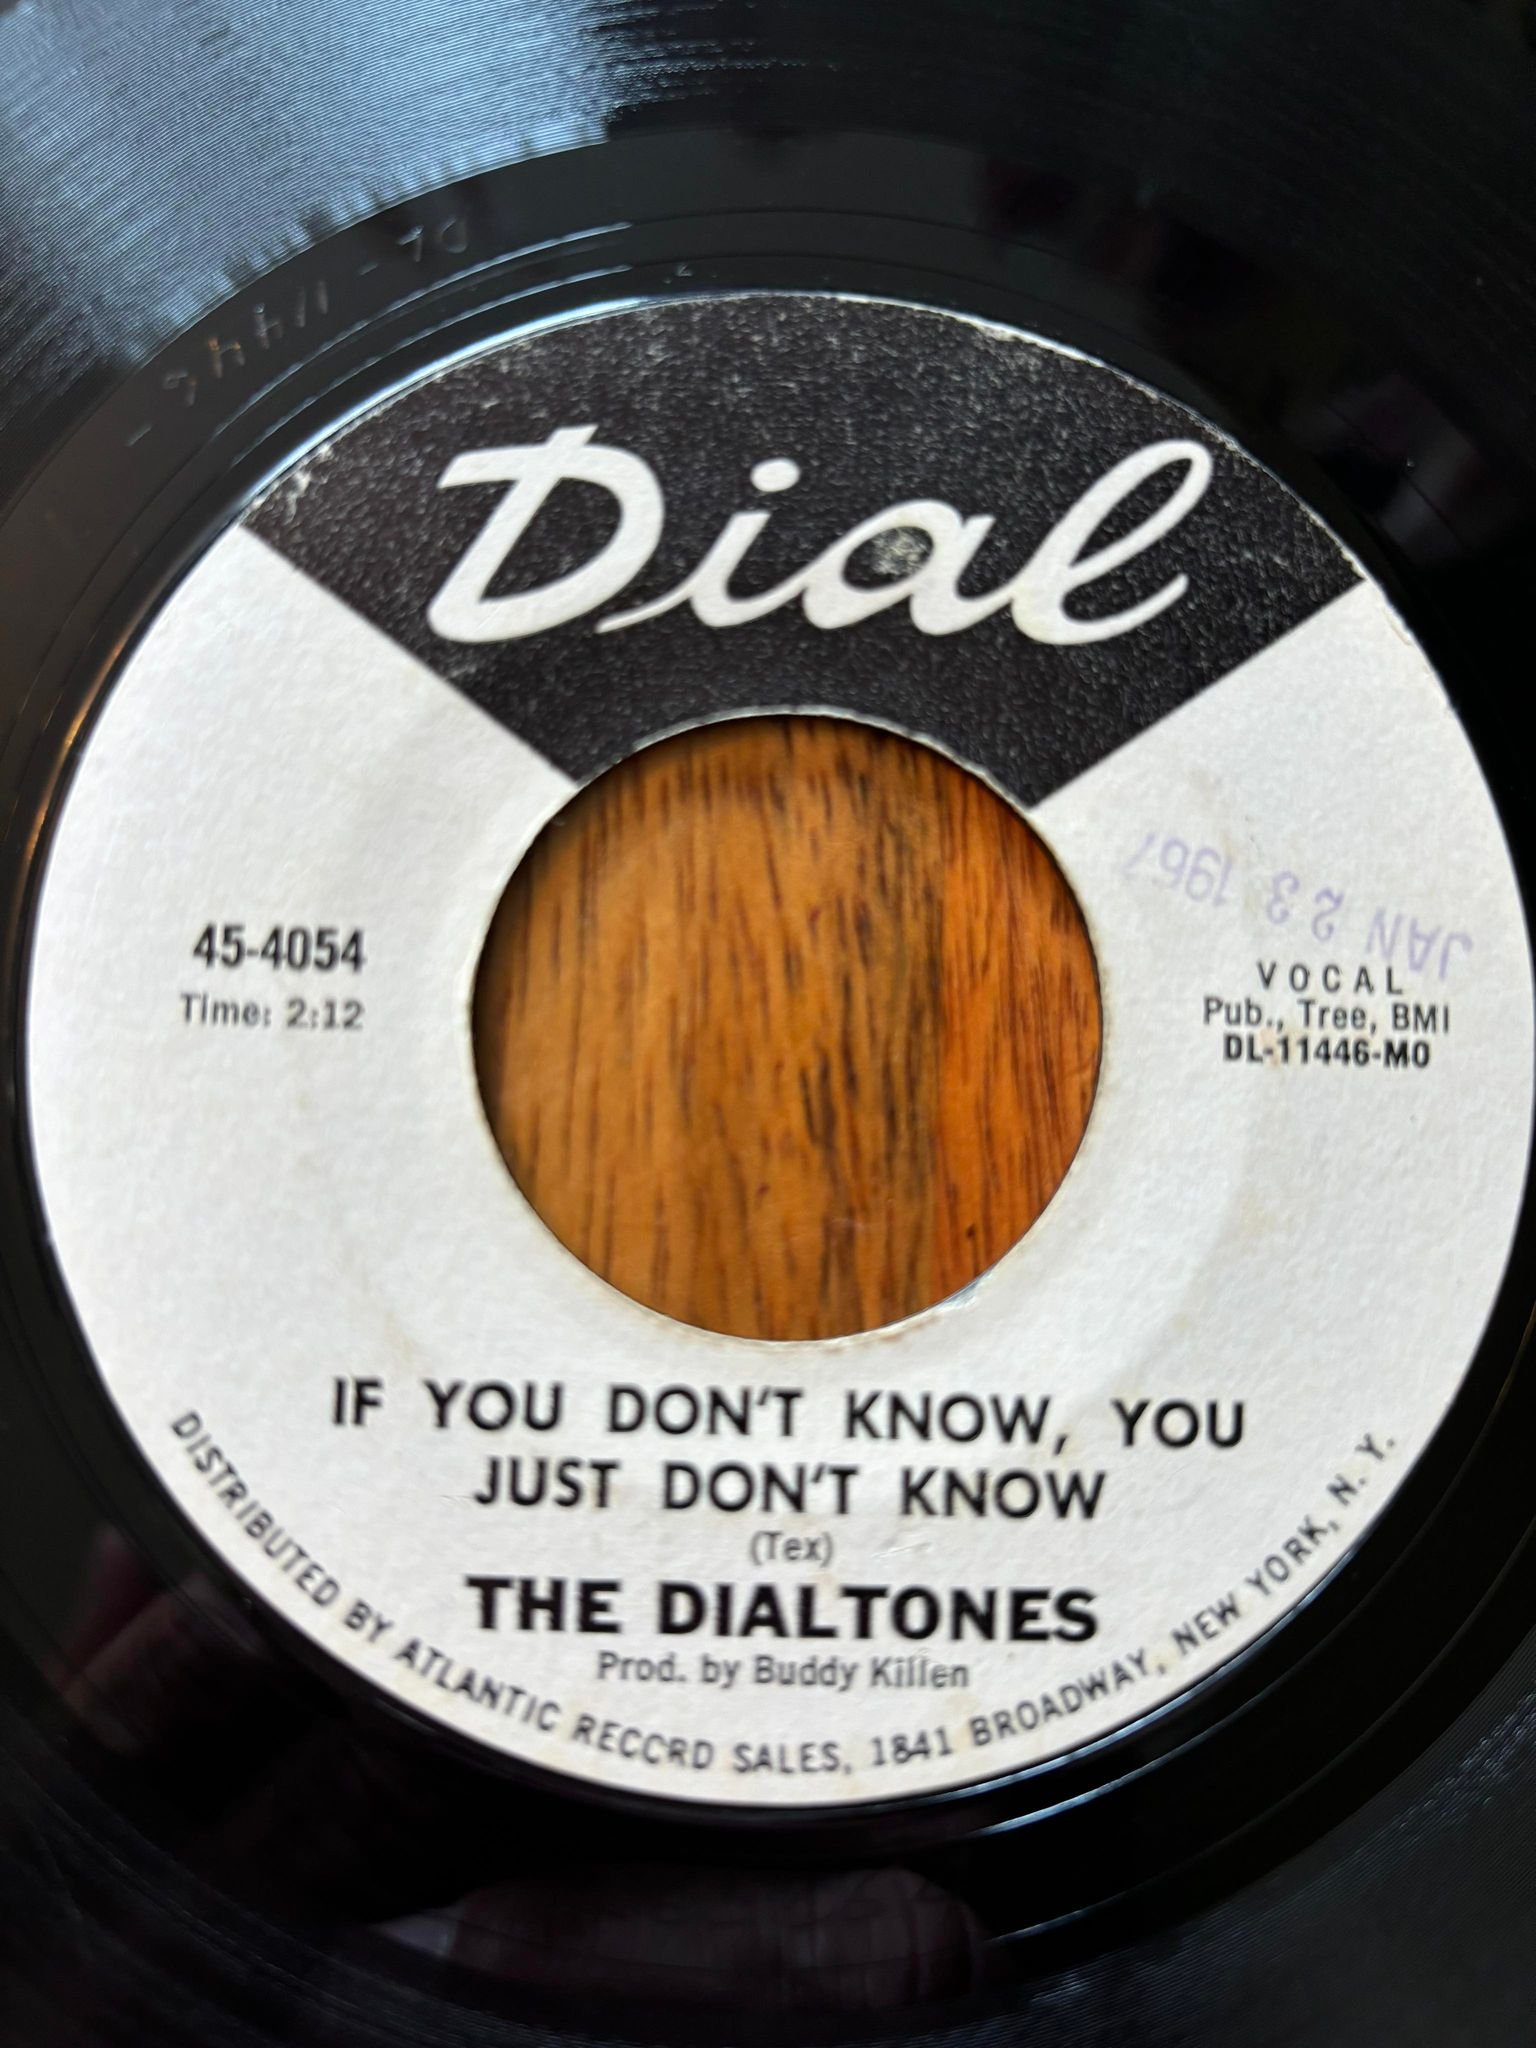 DL-11446-
Dial
45-4054
Time: 2:12
JAN 23 1967
VOCAL
Pub., Tree, BMI
DL-11446-MO
IF YOU DON'T KNOW, YOU
JUST DON'T KNOW
(Tex)
THE DIALTONES
Prod. by Buddy Killen
DISTRIBUTED BY ATLANTIC RECORD SALES, 1841 BROADWAY, NEW YORK, N. Y.